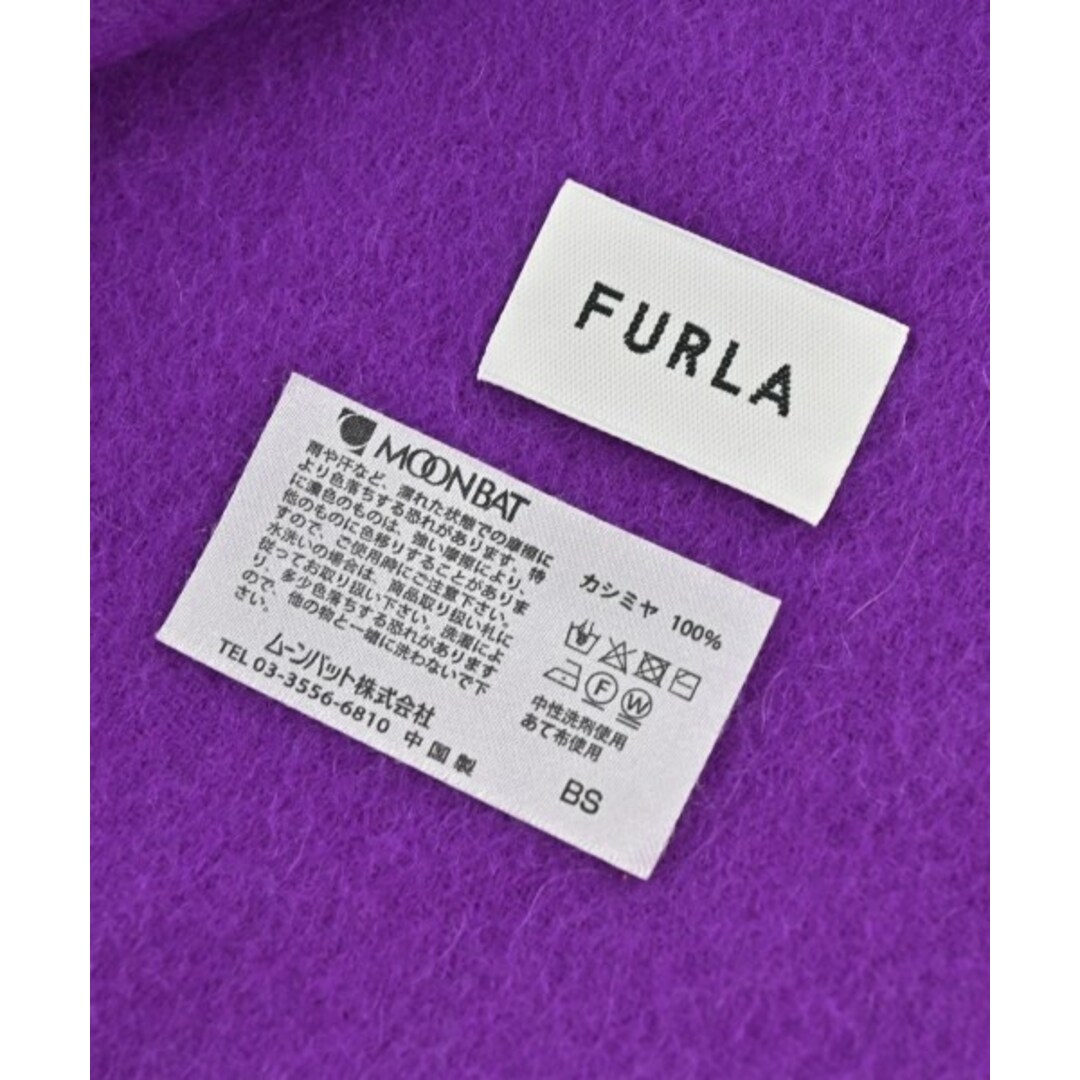 FURLA
MOONBAT
雨や汗など、濡れた状態での摩擦に
より色落ちする恐れがあります。特
に濃色のものは、強い摩擦により、
他のものに色移りすることがありま
すので、ご使用時にご注意下さい。
水洗いの場合は、商品取り扱い札に
従ってお取り扱い下さい。洗濯によ
り、多少色落ちする恐れがあります
ので、他の物と一緒に洗わないで下
さい。
ムーンバット株式会社
TEL 03-3556-6810 中国製
カシミヤ 100%
F W
中性洗剤使用
あて布使用
BS